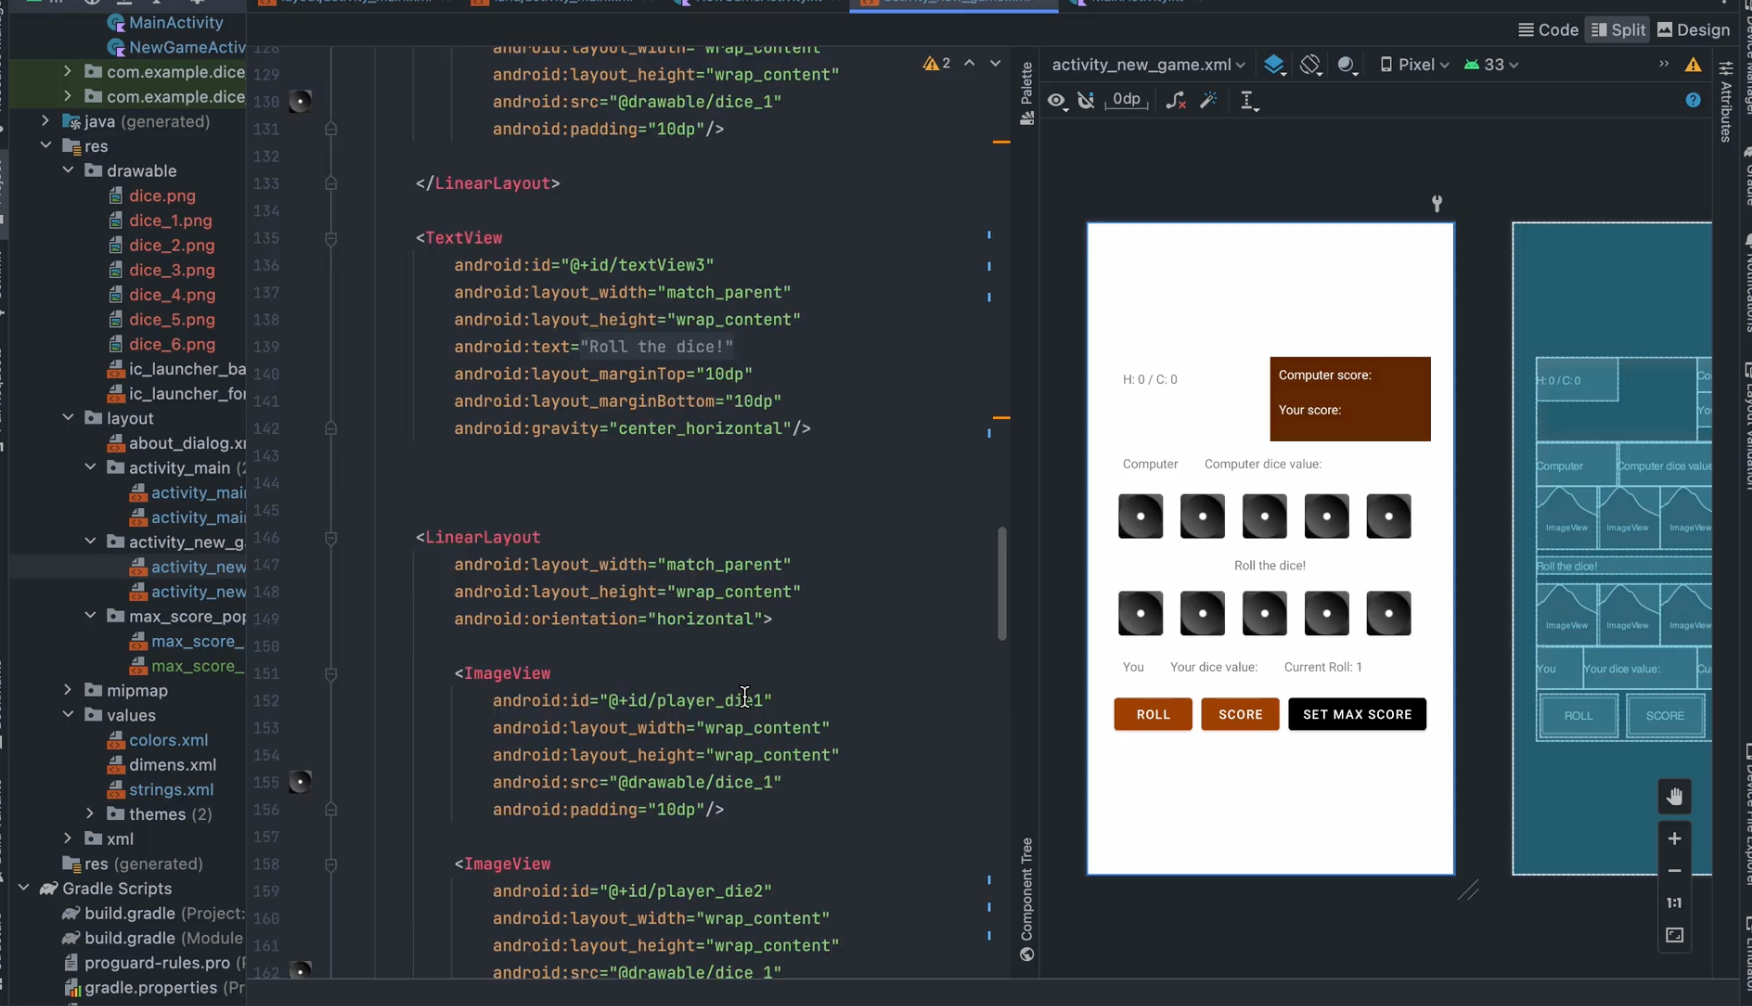 MainActivity
NewGameActiv
com.example.dice
com.example.dice
java (generated)
res
drawable
dice.png
dice_1.png
dice_2.png
dice_3.png
dice_4.png
dice_5.png
dice_6.png
ic_launcher_ba
ic_launcher_fo
layout
about_dialog.x
activity_main (2
activity_mai
activity_mai
activity_new_g
activity_new
activity_new
max_score_pop
max_score_
max_score_
mipmap
values
colors.xml
dimens.xml
strings.xml
themes (2)
xml
res (generated)
Gradle Scripts
build.gradle (Project:
build.gradle (Module
proguard-rules.pro (
gradle.properties (Pr
128 android:layout_width="wrap_content"
129 android:layout_height="wrap_content"
130 android:src="@drawable/dice_1"
131 android:padding="10dp"/>
132
133 </LinearLayout>
134
135 <TextView
136 android:id="@+id/textView3"
137 android:layout_width="match_parent"
138 android:layout_height="wrap_content"
139 android:text="Roll the dice!"
140 android:layout_marginTop="10dp"
141 android:layout_marginBottom="10dp"
142 android:gravity="center_horizontal"/>
143
144
145
146 <LinearLayout
147 android:layout_width="match_parent"
148 android:layout_height="wrap_content"
149 android:orientation="horizontal">
150
151 <ImageView
152 android:id="@+id/player_die1"
153 android:layout_width="wrap_content"
154 android:layout_height="wrap_content"
155 android:src="@drawable/dice_1"
156 android:padding="10dp"/>
157
158 <ImageView
159 android:id="@+id/player_die2"
160 android:layout_width="wrap_content"
161 android:layout_height="wrap_content"
162 android:src="@drawable/dice_1"
2
Code Split Design
activity_new_game.xml Pixel 33
0dp
Palette
Component Tree
Attributes
H: 0 / C: 0
Computer score:
Your score:
Computer Computer dice value:
Roll the dice!
You Your dice value: Current Roll: 1
ROLL SCORE SET MAX SCORE
H: 0 / C: 0
Computer Computer dice value
ImageView ImageView ImageView
Roll the dice!
ImageView ImageView ImageView
You Your dice value:
ROLL SCORE
1:1
Notifications
Layout Validation
Device File Explorer